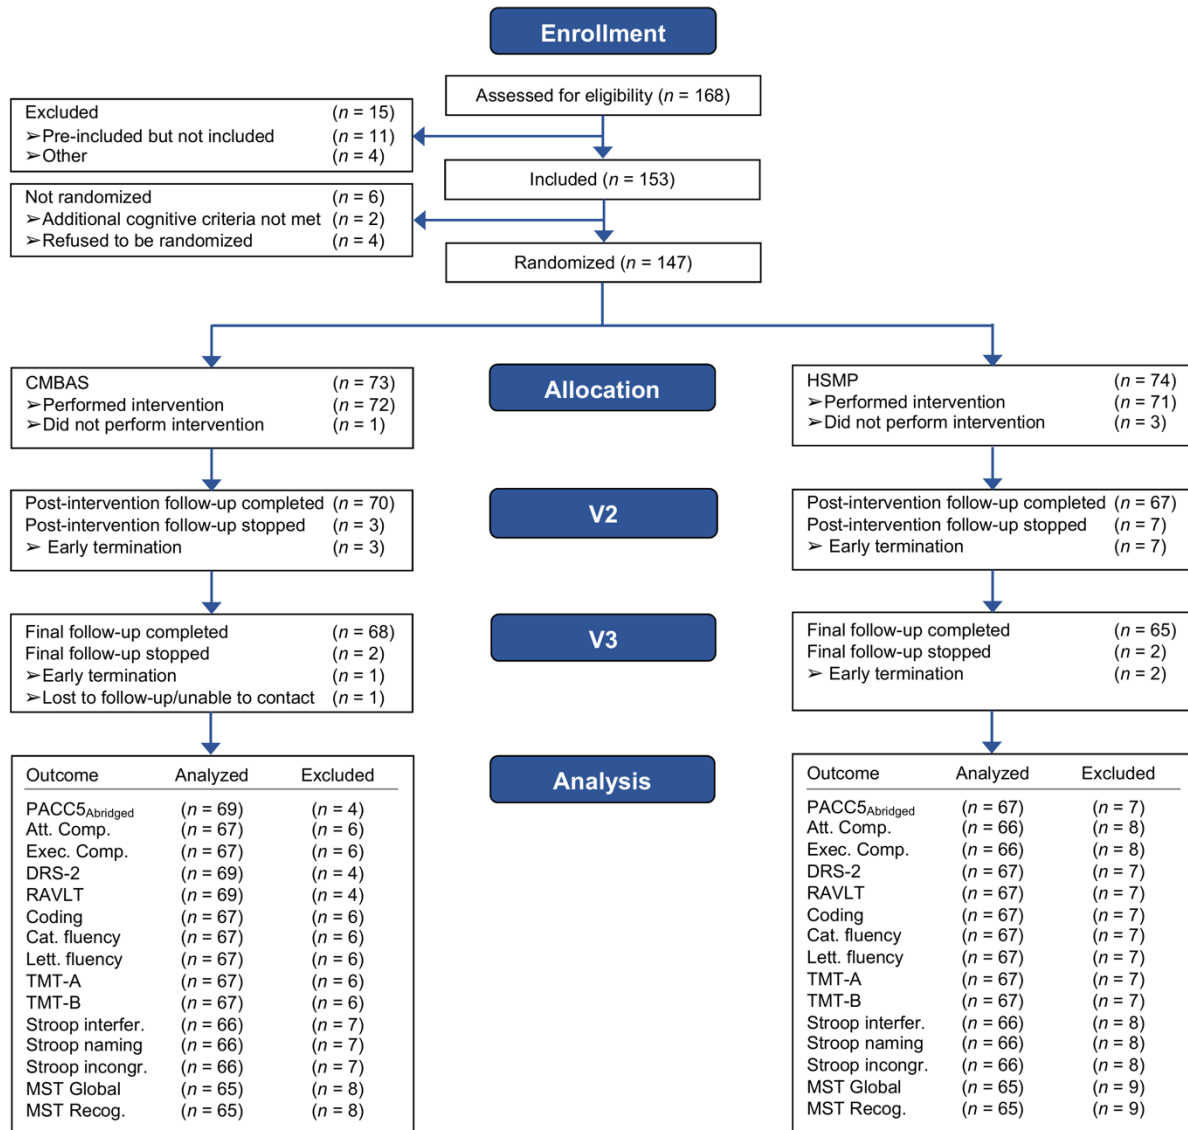 Enrollment
Assessed for eligibility (n = 168)
Excluded (n = 15)
➢Pre-included but not included (n = 11)
➢Other (n = 4)
Included (n = 153)
Not randomized (n = 6)
➢Additional cognitive criteria not met (n = 2)
➢Refused to be randomized (n = 4)
Randomized (n = 147)
Allocation
CMBAS (n = 73)
➢Performed intervention (n = 72)
➢Did not perform intervention (n = 1)
HSMP (n = 74)
➢Performed intervention (n = 71)
➢Did not perform intervention (n = 3)
V2
Post-intervention follow-up completed (n = 70)
Post-intervention follow-up stopped (n = 3)
➢ Early termination (n = 3)
Post-intervention follow-up completed (n = 67)
Post-intervention follow-up stopped (n = 7)
➢ Early termination (n = 7)
V3
Final follow-up completed (n = 68)
Final follow-up stopped (n = 2)
➢Early termination (n = 1)
➢Lost to follow-up/unable to contact (n = 1)
Final follow-up completed (n = 65)
Final follow-up stopped (n = 2)
➢ Early termination (n = 2)
Analysis
Outcome Analyzed Excluded
PACC5Abridged (n = 69) (n = 4)
Att. Comp. (n = 67) (n = 6)
Exec. Comp. (n = 67) (n = 6)
DRS-2 (n = 69) (n = 4)
RAVLT (n = 69) (n = 4)
Coding (n = 67) (n = 6)
Cat. fluency (n = 67) (n = 6)
Lett. fluency (n = 67) (n = 6)
TMT-A (n = 67) (n = 6)
TMT-B (n = 67) (n = 6)
Stroop interfer. (n = 66) (n = 7)
Stroop naming (n = 66) (n = 7)
Stroop incongr. (n = 66) (n = 7)
MST Global (n = 65) (n = 8)
MST Recog. (n = 65) (n = 8)
Outcome Analyzed Excluded
PACC5Abridged (n = 67) (n = 7)
Att. Comp. (n = 66) (n = 8)
Exec. Comp. (n = 66) (n = 8)
DRS-2 (n = 67) (n = 7)
RAVLT (n = 67) (n = 7)
Coding (n = 67) (n = 7)
Cat. fluency (n = 67) (n = 7)
Lett. fluency (n = 67) (n = 7)
TMT-A (n = 67) (n = 7)
TMT-B (n = 67) (n = 7)
Stroop interfer. (n = 66) (n = 8)
Stroop naming (n = 66) (n = 8)
Stroop incongr. (n = 66) (n = 8)
MST Global (n = 65) (n = 9)
MST Recog. (n = 65) (n = 9)